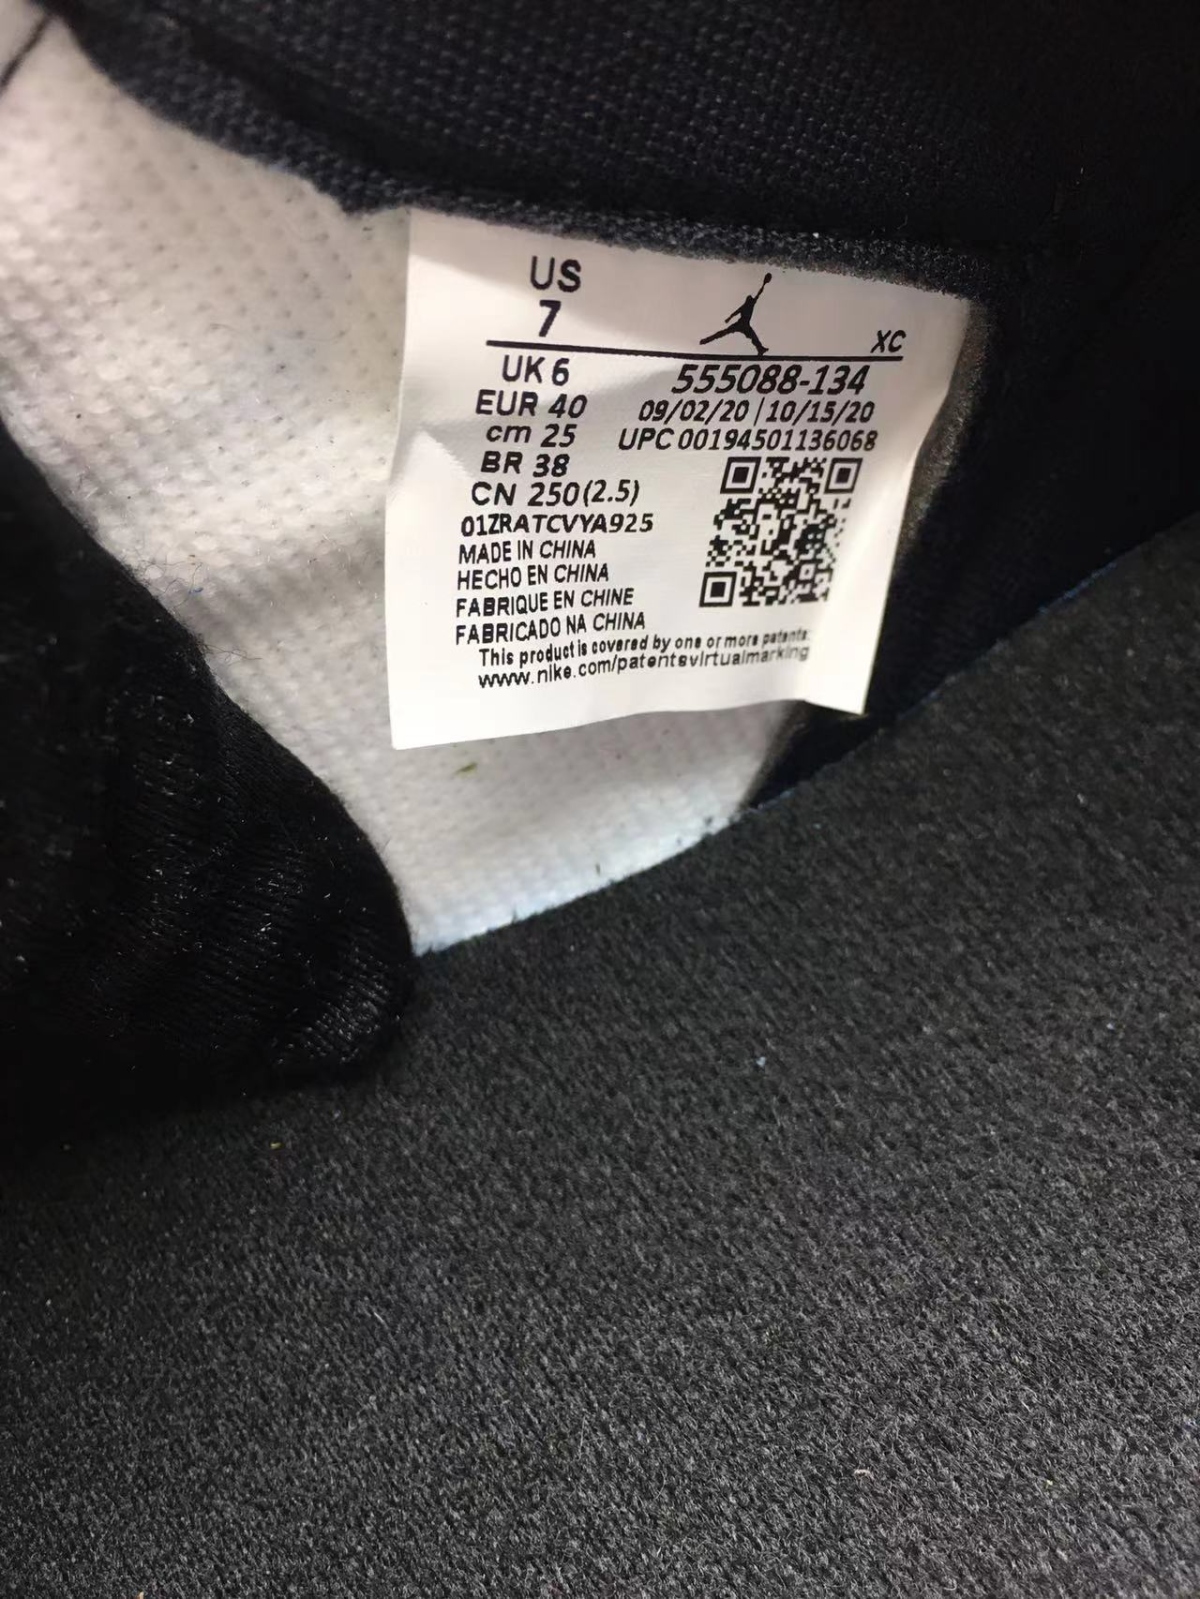 US
7
XC
UK 6
EUR 40
cm 25
BR 38
CN 250(2.5)
555088-134
09/02/20 | 10/15/20
UPC 00194501136068
01ZRATCVYA925
MADE IN CHINA
HECHO EN CHINA
FABRIQUE EN CHINE
FABRICADO NA CHINA
This product is covered by one or more patents:
www.nike.com/patentsvirtualmarking